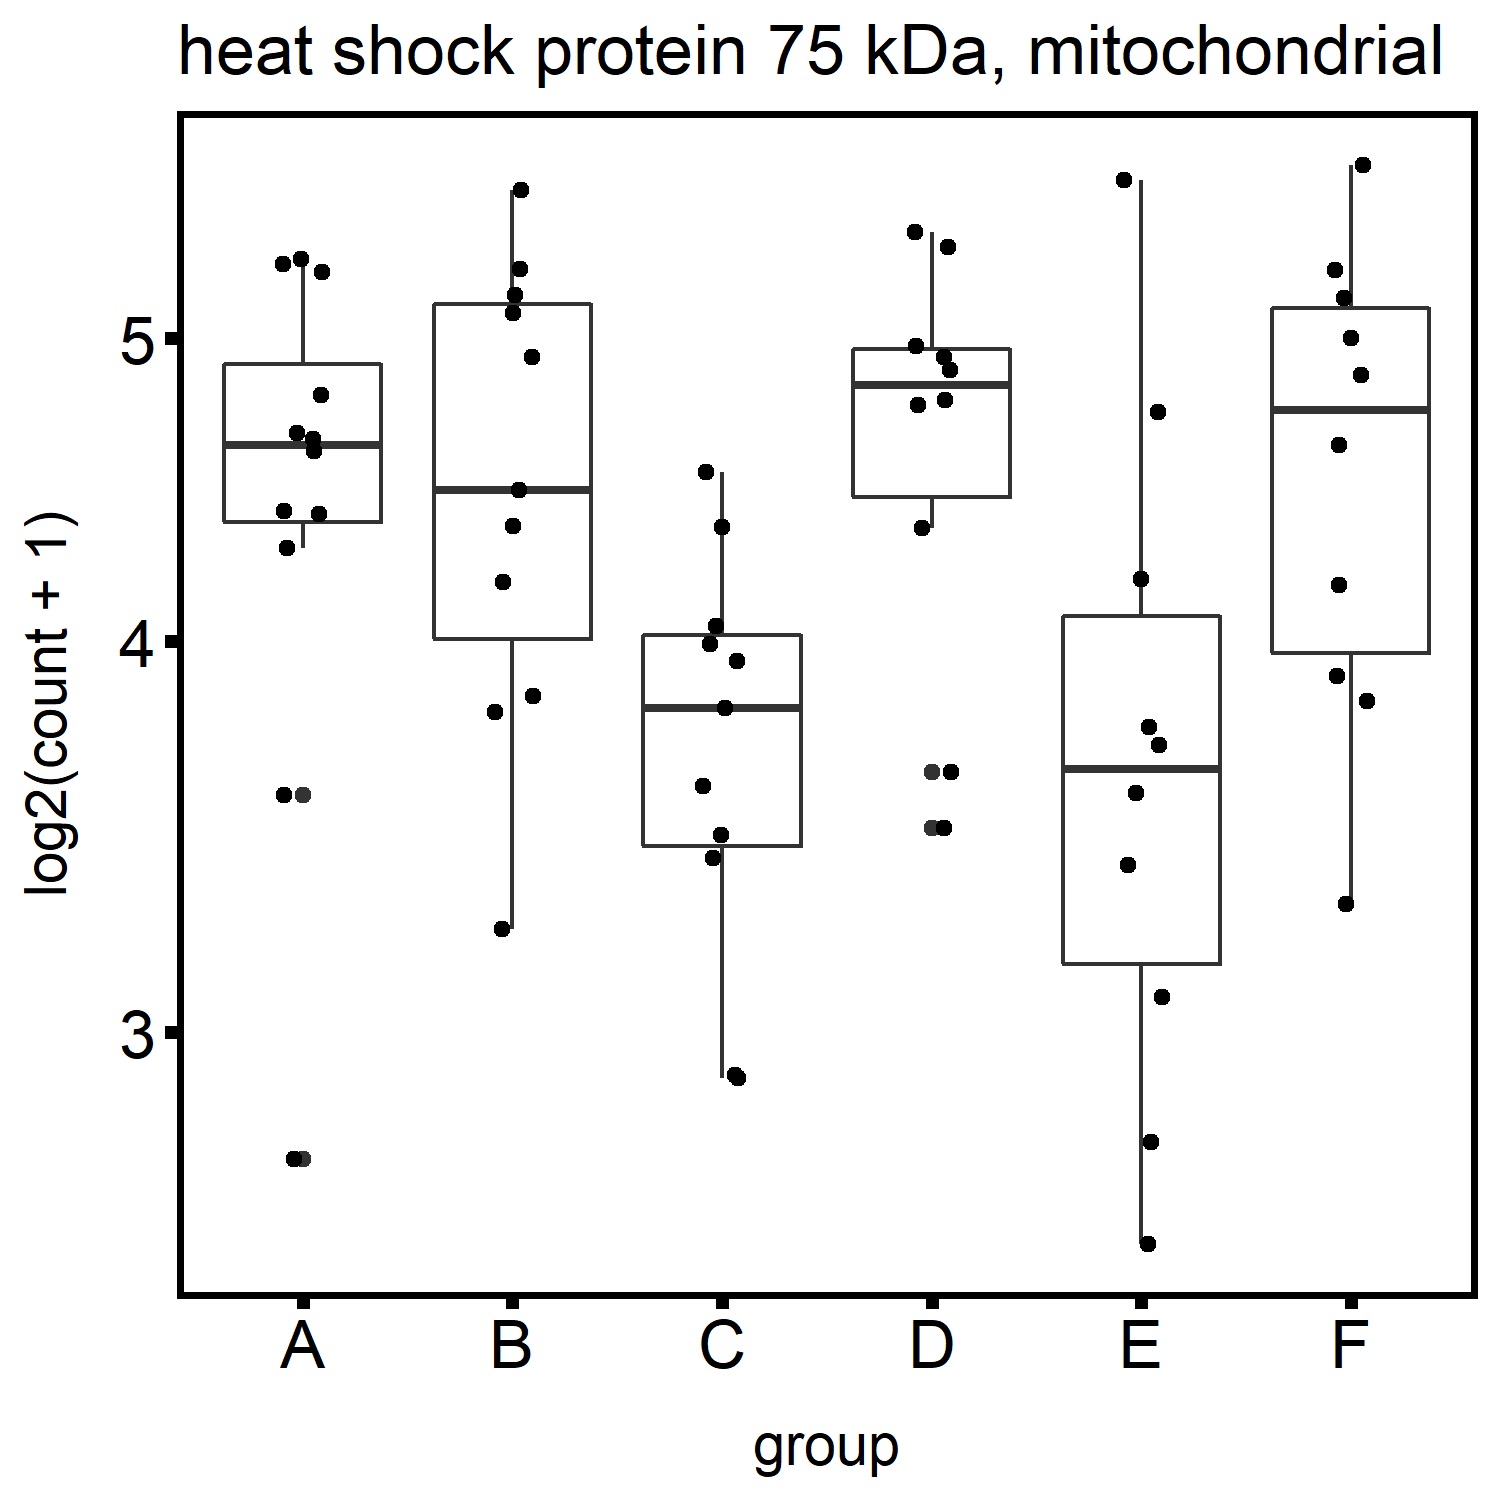 heat shock protein 75 kDa, mitochondrial
log2(count + 1)
5
4
3
A B C D E F
group